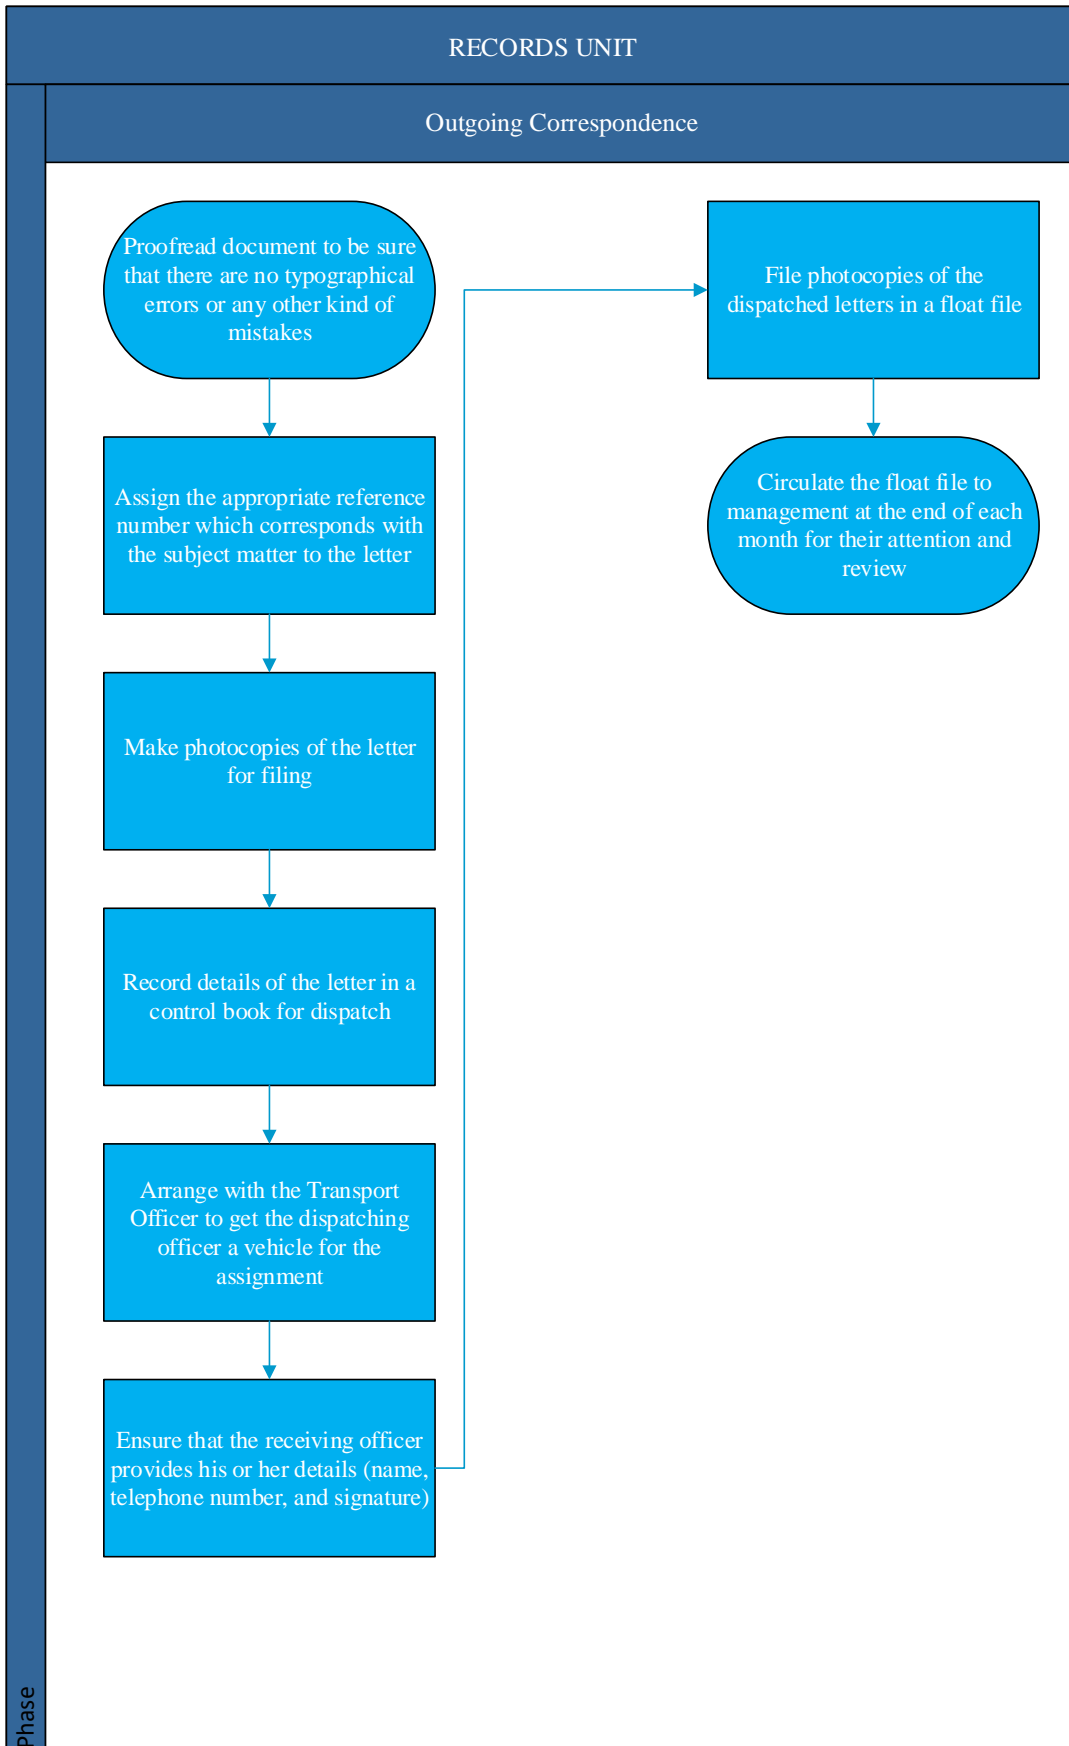 RECORDS UNIT
Outgoing Correspondence
Proofread document to be sure
that there are no typographical
errors or any other kind of
mistakes
Assign the appropriate reference
number which corresponds with
the subject matter to the letter
Make photocopies of the letter
for filing
Record details of the letter in a
control book for dispatch
Arrange with the Transport
Officer to get the dispatching
officer a vehicle for the
assignment
Ensure that the receiving officer
provides his or her details (name,
telephone number, and signature)
File photocopies of the
dispatched letters in a float file
Circulate the float file to
management at the end of each
month for their attention and
review
Phase